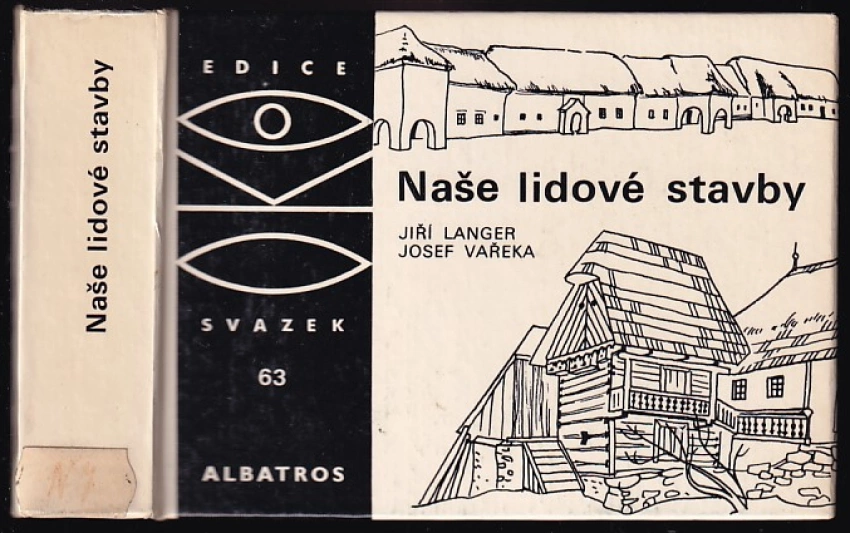 Naše lidové stavby
EDICE
SVAZEK
63
ALBATROS
Naše lidové stavby
JIŘÍ LANGER
JOSEF VAŘEKA